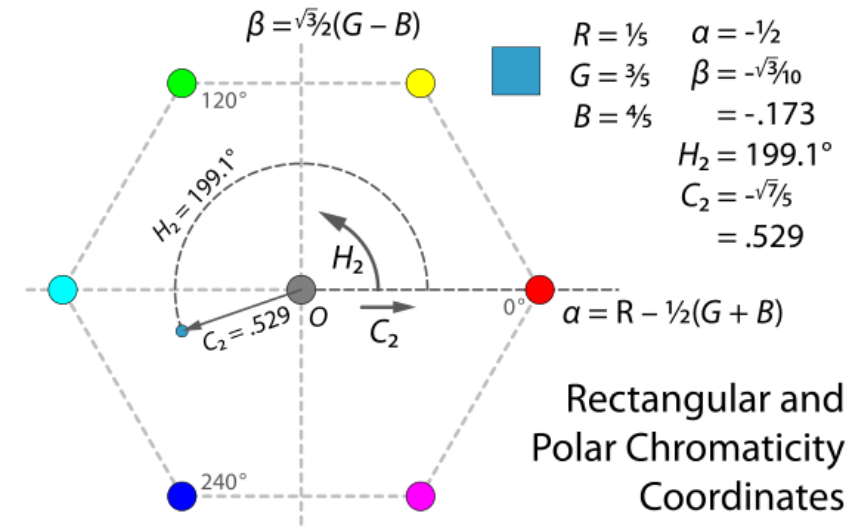 β = √3⁄2(G – B)
R = ⅕
G = ⅗
B = ⅘
α = -½
β = -√3⁄10
= -.173
H₂ = 199.1°
C₂ = -√7⁄5
= .529
120°
H₂ = 199.1°
H₂
C₂ = .529
O
C₂
0°
α = R – ½(G + B)
240°
Rectangular and
Polar Chromaticity
Coordinates